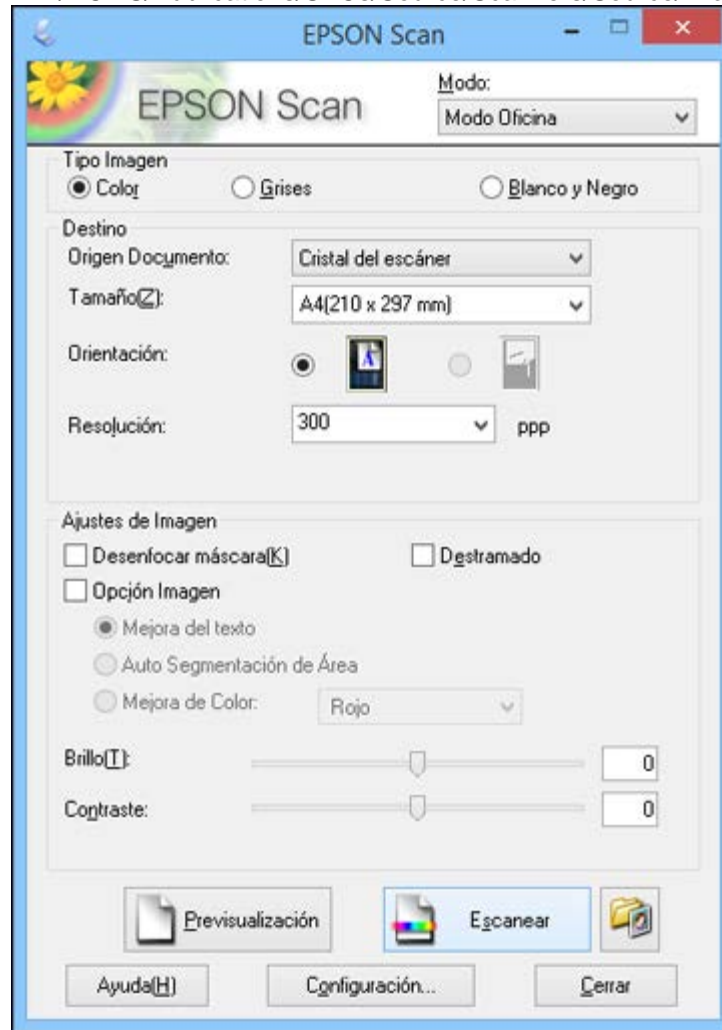 EPSON Scan
EPSON Scan
Modo:
Modo Oficina
Tipo Imagen
Color Grises Blanco y Negro
Destino
Origen Documento: Cristal del escáner
Tamaño(Z): A4(210 x 297 mm)
Orientación: A
Resolución: 300 ppp
Ajustes de Imagen
Desenfocar máscara(K) Destramado
Opción Imagen
Mejora del texto
Auto Segmentación de Área
Mejora de Color: Rojo
Brillo(T): 0
Contraste: 0
Previsualización Escanear
Ayuda(H) Configuración... Cerrar